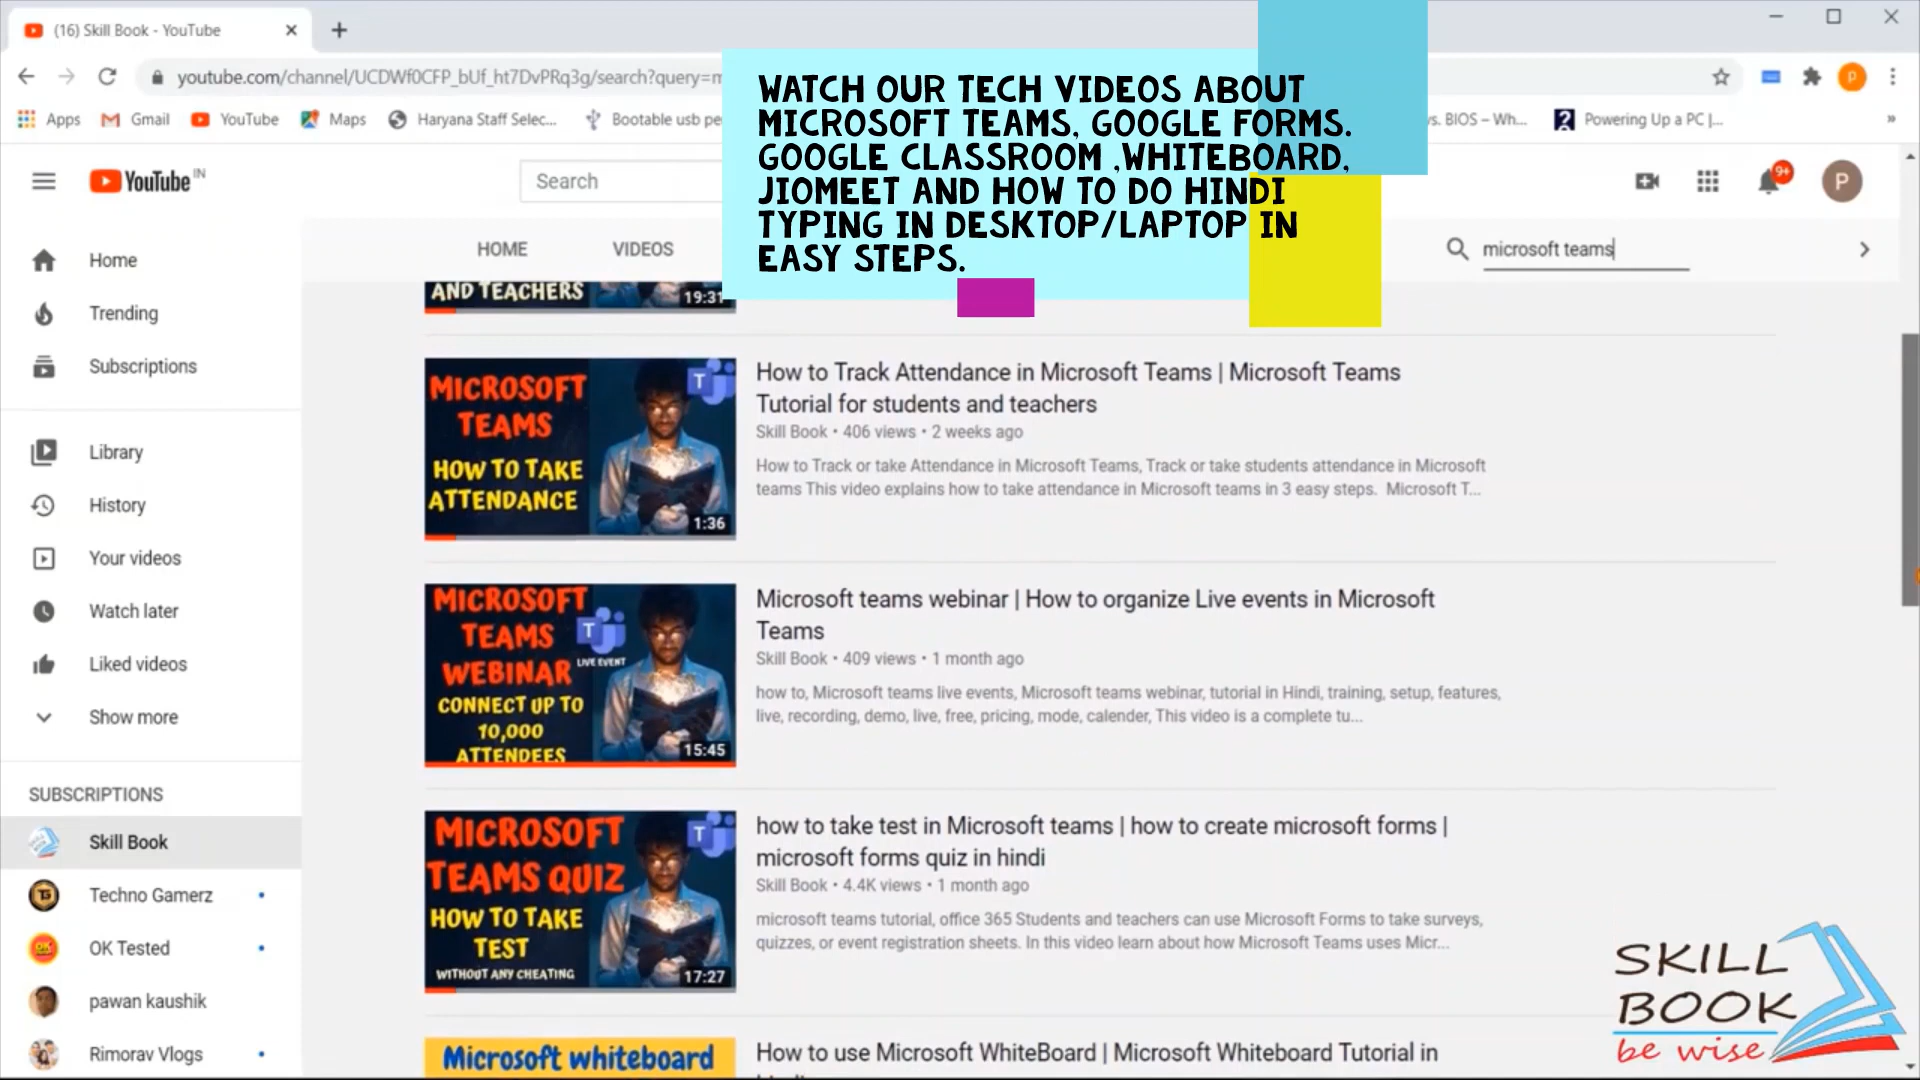 (16) Skill Book - YouTube
youtube.com/channel/UCDWf0CFP_bUf_ht7DvPRq3g/search?query=m
Apps Gmail YouTube Maps Haryana Staff Selec... Bootable usb pe s. BIOS – Wh... Powering Up a PC |...
WATCH OUR TECH VIDEOS ABOUT
MICROSOFT TEAMS, GOOGLE FORMS.
GOOGLE CLASSROOM ,WHITEBOARD,
JIOMEET AND HOW TO DO HINDI
TYPING IN DESKTOP/LAPTOP IN
EASY STEPS.
YouTube IN
Search
9+
P
HOME VIDEOS
microsoft teams
Home
Trending
Subscriptions
Library
History
Your videos
Watch later
Liked videos
Show more
SUBSCRIPTIONS
Skill Book
Techno Gamerz
OK Tested
pawan kaushik
Rimorav Vlogs
AND TEACHERS
19:31
MICROSOFT
TEAMS
HOW TO TAKE
ATTENDANCE
1:36
How to Track Attendance in Microsoft Teams | Microsoft Teams
Tutorial for students and teachers
Skill Book • 406 views • 2 weeks ago
How to Track or take Attendance in Microsoft Teams, Track or take students attendance in Microsoft
teams This video explains how to take attendance in Microsoft teams in 3 easy steps. Microsoft T...
MICROSOFT
TEAMS
WEBINAR
LIVE EVENT
CONNECT UP TO
10,000
ATTENDEES
15:45
Microsoft teams webinar | How to organize Live events in Microsoft
Teams
Skill Book • 409 views • 1 month ago
how to, Microsoft teams live events, Microsoft teams webinar, tutorial in Hindi, training, setup, features,
live, recording, demo, live, free, pricing, mode, calender, This video is a complete tu...
MICROSOFT
TEAMS QUIZ
HOW TO TAKE
TEST
WITHOUT ANY CHEATING
17:27
how to take test in Microsoft teams | how to create microsoft forms |
microsoft forms quiz in hindi
Skill Book • 4.4K views • 1 month ago
microsoft teams tutorial, office 365 Students and teachers can use Microsoft Forms to take surveys,
quizzes, or event registration sheets. In this video learn about how Microsoft Teams uses Micr...
Microsoft whiteboard
How to use Microsoft WhiteBoard | Microsoft Whiteboard Tutorial in
SKILL
BOOK
be wise